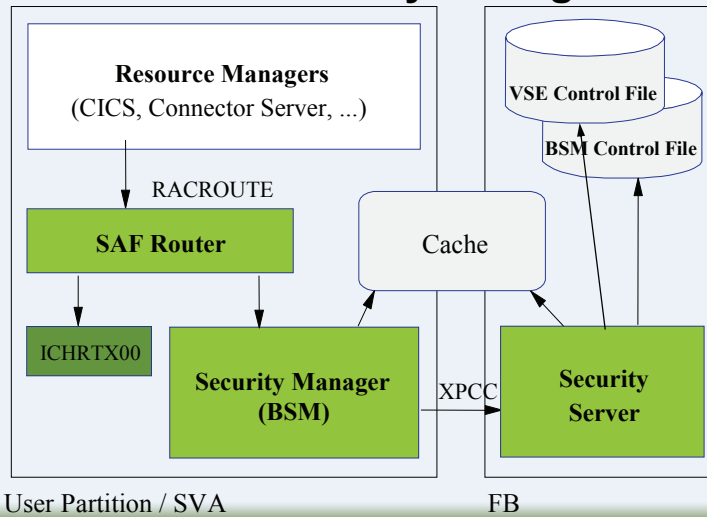 Resource Managers
(CICS, Connector Server, ...)
RACROUTE
SAF Router
ICHRTX00
Security Manager
(BSM)
XPCC
Cache
VSE Control File
BSM Control File
Security
Server
User Partition / SVA
FB